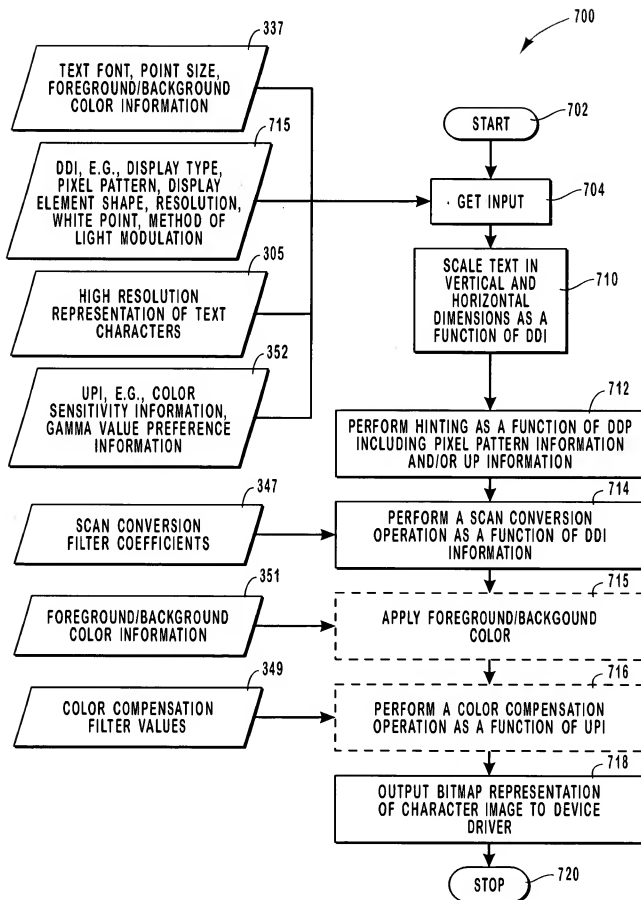 700
337
TEXT FONT, POINT SIZE,
FOREGROUND/BACKGROUND
COLOR INFORMATION
715
DDI, E.G., DISPLAY TYPE,
PIXEL PATTERN, DISPLAY
ELEMENT SHAPE, RESOLUTION,
WHITE POINT, METHOD OF
LIGHT MODULATION
305
HIGH RESOLUTION
REPRESENTATION OF TEXT
CHARACTERS
352
UPI, E.G., COLOR
SENSITIVITY INFORMATION,
GAMMA VALUE PREFERENCE
INFORMATION
702
START
704
GET INPUT
710
SCALE TEXT IN
VERTICAL AND
HORIZONTAL
DIMENSIONS AS A
FUNCTION OF DDI
712
PERFORM HINTING AS A FUNCTION OF DDP
INCLUDING PIXEL PATTERN INFORMATION
AND/OR UP INFORMATION
347
SCAN CONVERSION
FILTER COEFFICIENTS
714
PERFORM A SCAN CONVERSION
OPERATION AS A FUNCTION OF DDI
INFORMATION
351
FOREGROUND/BACKGROUND
COLOR INFORMATION
715
APPLY FOREGROUND/BACKGOUND
COLOR
349
COLOR COMPENSATION
FILTER VALUES
716
PERFORM A COLOR COMPENSATION
OPERATION AS A FUNCTION OF UPI
718
OUTPUT BITMAP REPRESENTATION
OF CHARACTER IMAGE TO DEVICE
DRIVER
720
STOP